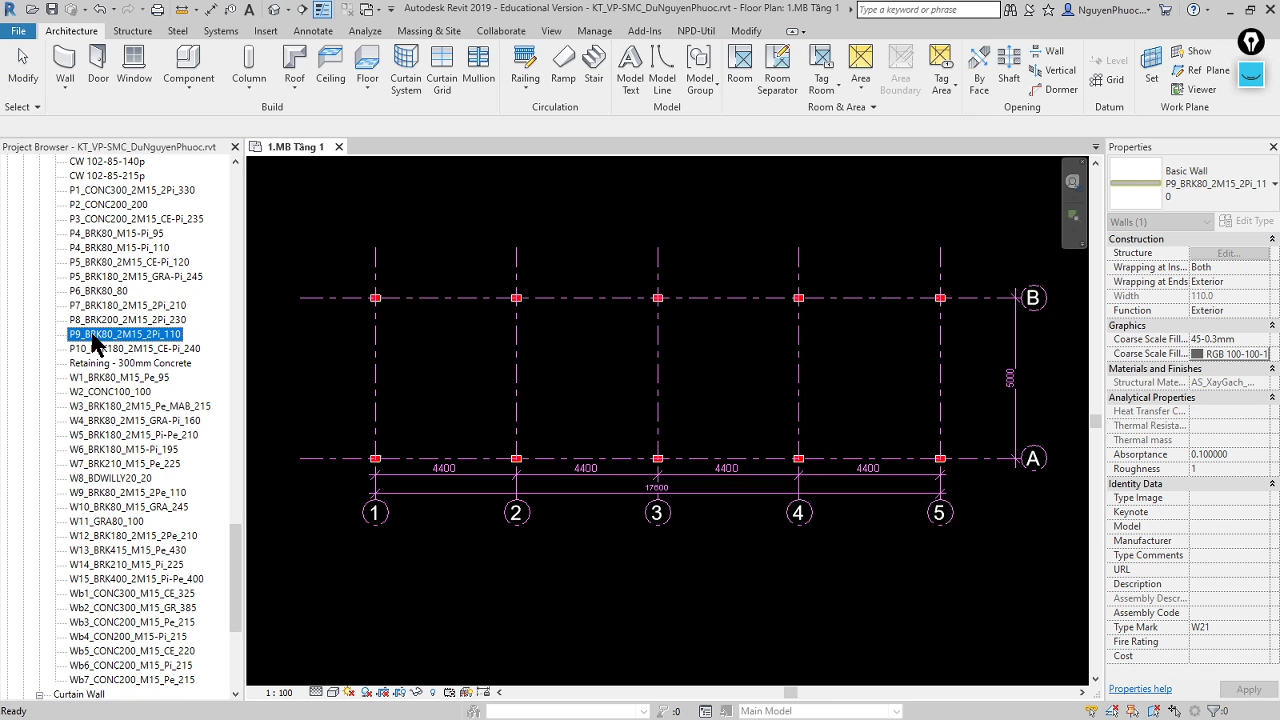 Autodesk Revit 2019 - Educational Version - KT_VP-SMC_DuNguyenPhuoc.rvt - Floor Plan: 1.MB Tầng 1
Type a keyword or phrase
NguyenPhuoc...
File Architecture Structure Steel Systems Insert Annotate Analyze Massing & Site Collaborate View Manage Add-Ins NPD-Util Modify
Modify Wall Door Window Component Column Roof Ceiling Floor Curtain System Curtain Grid Mullion Railing Ramp Stair Model Text Model Line Model Group Room Room Separator Tag Room Area Area Boundary Tag Area By Face Shaft Wall Vertical Dormer Level Grid Set Show Ref Plane Viewer
Select Build Circulation Model Room & Area Opening Datum Work Plane
Project Browser - KT_VP-SMC_DuNguyenPhuoc.rvt
CW 102-85-140p
CW 102-85-215p
P1_CONC300_2M15_2Pi_330
P2_CONC200_200
P3_CONC200_2M15_CE-Pi_235
P4_BRK80_M15-Pi_95
P4_BRK80_M15-Pi_110
P5_BRK80_2M15_CE-Pi_120
P5_BRK180_2M15_GRA-Pi_245
P6_BRK80_80
P7_BRK180_2M15_2Pi_210
P8_BRK200_2M15_2Pi_230
P9_BRK80_2M15_2Pi_110
180_2M15_CE-Pi_240
Retaining - 300mm Concrete
W1_BRK80_M15_Pe_95
W2_CONC100_100
W3_BRK180_2M15_Pe_MAB_215
W4_BRK80_2M15_GRA-Pi_160
W5_BRK180_2M15_Pi-Pe_210
W6_BRK180_M15-Pi_195
W7_BRK210_M15_Pe_225
W8_BDWILLY20_20
W9_BRK80_2M15_2Pe_110
W10_BRK80_M15_GRA_245
W11_GRA80_100
W12_BRK180_2M15_2Pe_210
W13_BRK415_M15_Pe_430
W14_BRK210_M15_Pi_225
W15_BRK400_2M15_Pi-Pe_400
Wb1_CONC300_M15_CE_325
Wb2_CONC300_M15_GR_385
Wb3_CONC200_M15_Pe_215
Wb4_CON200_M15-Pi_215
Wb5_CONC200_M15_CE_220
Wb6_CONC200_M15_Pi_215
Wb7_CONC200_M15_Pe_215
Curtain Wall
1.MB Tầng 1
B
5000
A
4400 4400 4400 4400
17600
1 2 3 4 5
1 : 100
Properties
Basic Wall
P9_BRK80_2M15_2Pi_11
0
Walls (1) Edit Type
Construction
Structure Edit...
Wrapping at Ins... Both
Wrapping at Ends Exterior
Width 110.0
Function Exterior
Graphics
Coarse Scale Fill... 45-0.3mm
Coarse Scale Fill... RGB 100-100-1
Materials and Finishes
Structural Mate... AS_XayGach_...
Analytical Properties
Heat Transfer C...
Thermal Resista...
Thermal mass
Absorptance 0.100000
Roughness 1
Identity Data
Type Image
Keynote
Model
Manufacturer
Type Comments
URL
Description
Assembly Descr...
Assembly Code
Type Mark W21
Fire Rating
Cost
Properties help Apply
Ready :0 Main Model :0